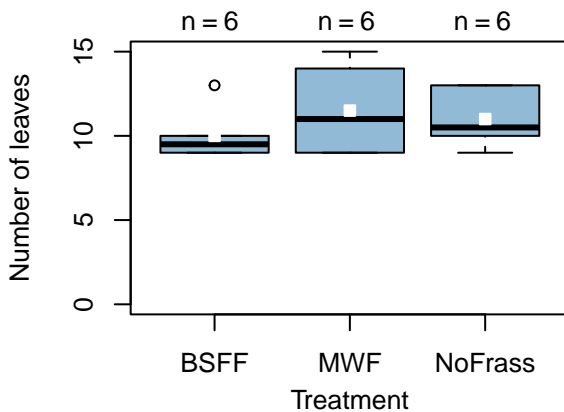 n = 6 n = 6 n = 6
15
10
5
0
Number of leaves
BSFF MWF NoFrass
Treatment